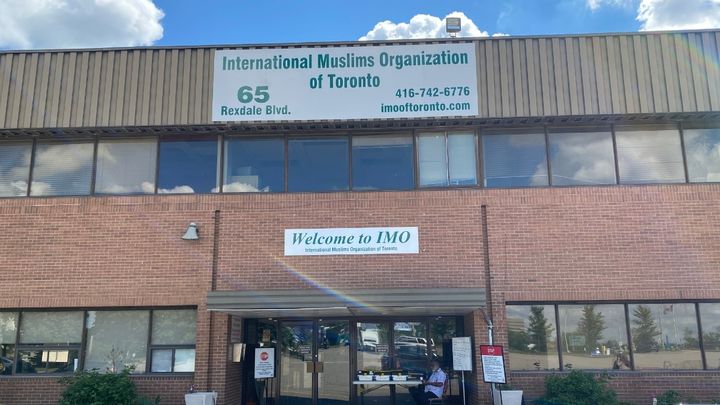 International Muslims Organization
of Toronto
65
Rexdale Blvd.
416-742-6776
imooftoronto.com
Welcome to IMO
International Muslims Organization of Toronto
STOP